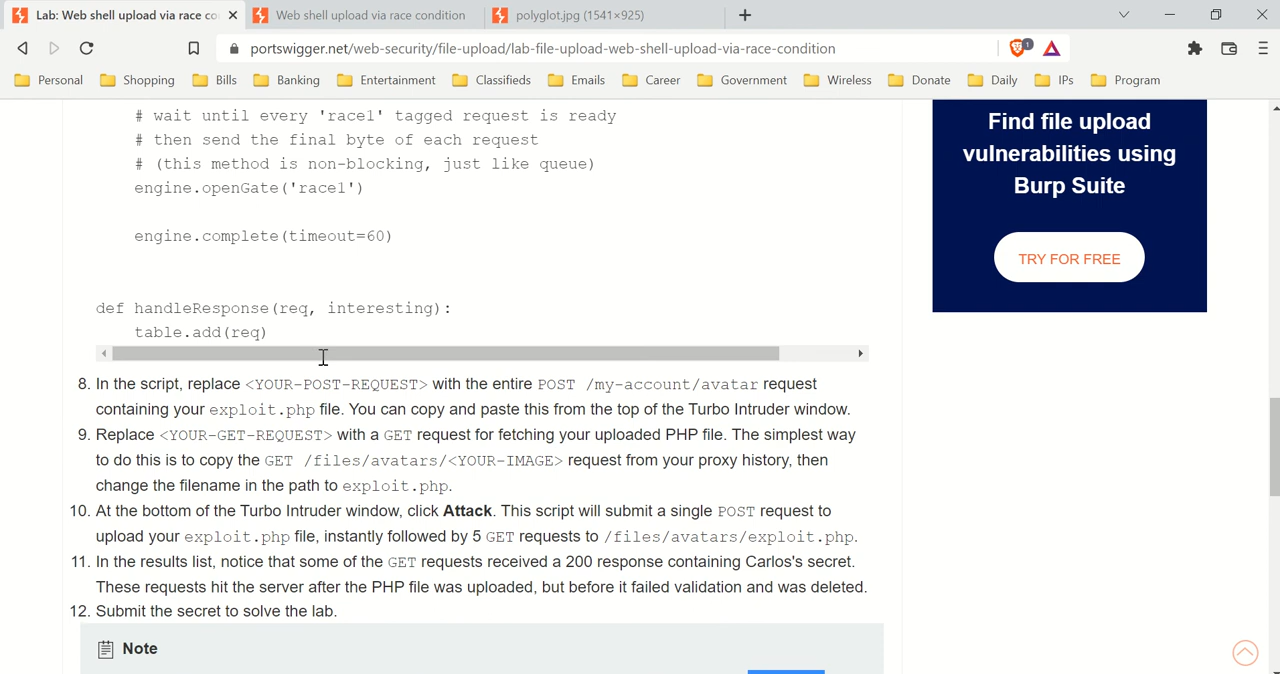 Lab: Web shell upload via race co
Web shell upload via race condition
polyglot.jpg (1541×925)
portswigger.net/web-security/file-upload/lab-file-upload-web-shell-upload-via-race-condition
1
Personal Shopping Bills Banking Entertainment Classifieds Emails Career Government Wireless Donate Daily IPs Program
# wait until every 'race1' tagged request is ready
# then send the final byte of each request
# (this method is non-blocking, just like queue)
engine.openGate('race1')
engine.complete(timeout=60)
def handleResponse(req, interesting):
table.add(req)
8. In the script, replace <YOUR-POST-REQUEST> with the entire POST /my-account/avatar request
containing your exploit.php file. You can copy and paste this from the top of the Turbo Intruder window.
9. Replace <YOUR-GET-REQUEST> with a GET request for fetching your uploaded PHP file. The simplest way
to do this is to copy the GET /files/avatars/<YOUR-IMAGE> request from your proxy history, then
change the filename in the path to exploit.php.
10. At the bottom of the Turbo Intruder window, click Attack. This script will submit a single POST request to
upload your exploit.php file, instantly followed by 5 GET requests to /files/avatars/exploit.php.
11. In the results list, notice that some of the GET requests received a 200 response containing Carlos's secret.
These requests hit the server after the PHP file was uploaded, but before it failed validation and was deleted.
12. Submit the secret to solve the lab.
Note
Find file upload
vulnerabilities using
Burp Suite
TRY FOR FREE